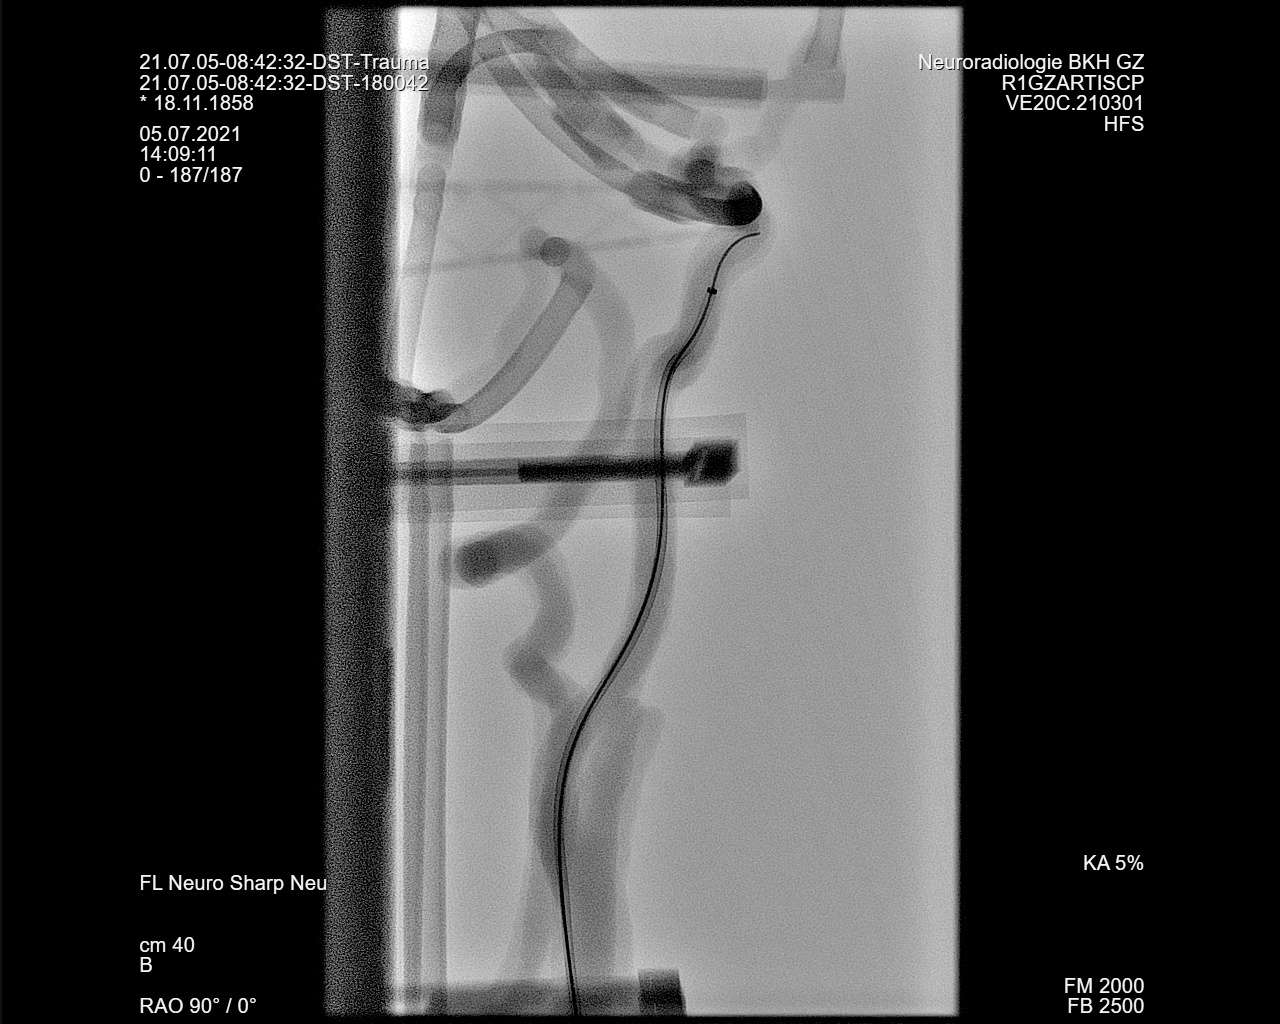 21.07.05-08:42:32-DST-Trauma
21.07.05-08:42:32-DST-180042
* 18.11.1858
05.07.2021
14:09:11
0 - 187/187
Neuroradiologie BKH GZ
R1GZARTISCP
VE20C.210301
HFS
FL Neuro Sharp Neu
cm 40
B
RAO 90° / 0°
KA 5%
FM 2000
FB 2500